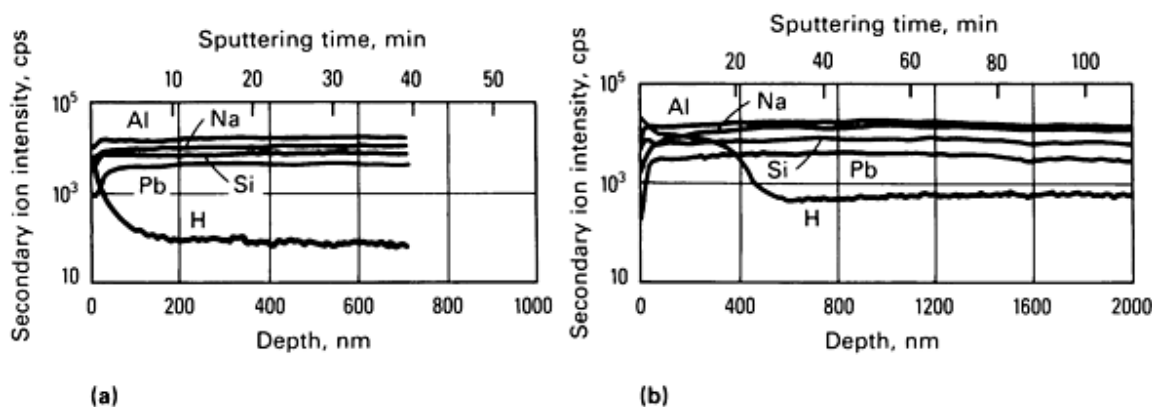 Sputtering time, min
10 20 30 40 50
Secondary ion intensity, cps
10⁵
10³
10
Al
Na
Si
Pb
H
0 200 400 600 800 1000
Depth, nm
(a)
Sputtering time, min
20 40 60 80 100
Secondary ion intensity, cps
10⁵
10³
10
Al
Na
Si
Pb
H
0 400 800 1200 1600 2000
Depth, nm
(b)